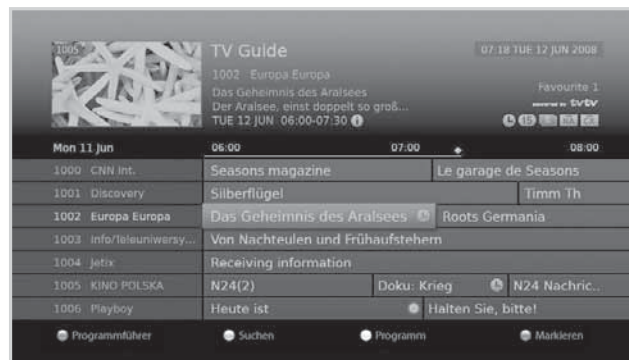 1005
TV Guide
07:18 TUE 12 JUN 2008
1002 Europa Europa
Das Geheimnis des Aralsees
Der Aralsee, einst doppelt so groß...
TUE 12 JUN 06:00-07:30
Favourite 1
tvtv
15
Mon 11 Jun 06:00 07:00 08:00
1000 CNN Int. Seasons magazine Le garage de Seasons
1001 Discovery Silberflügel Timm Th
1002 Europa Europa Das Geheimnis des Aralsees Roots Germania
1003 Info/Teleuniwersy... Von Nachteulen und Frühaufstehern
1004 Jetix Receiving information
1005 KINO POLSKA N24(2) Doku: Krieg N24 Nachric..
1006 Playboy Heute ist Halten Sie, bitte!
Programmführer Suchen Programm Markieren